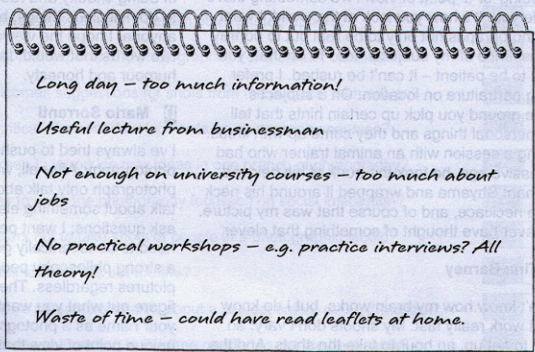 Long day – too much information!
Useful lecture from businessman
Not enough on university courses – too much about
jobs
No practical workshops – e.g. practice interviews? All
theory!
Waste of time – could have read leaflets at home.